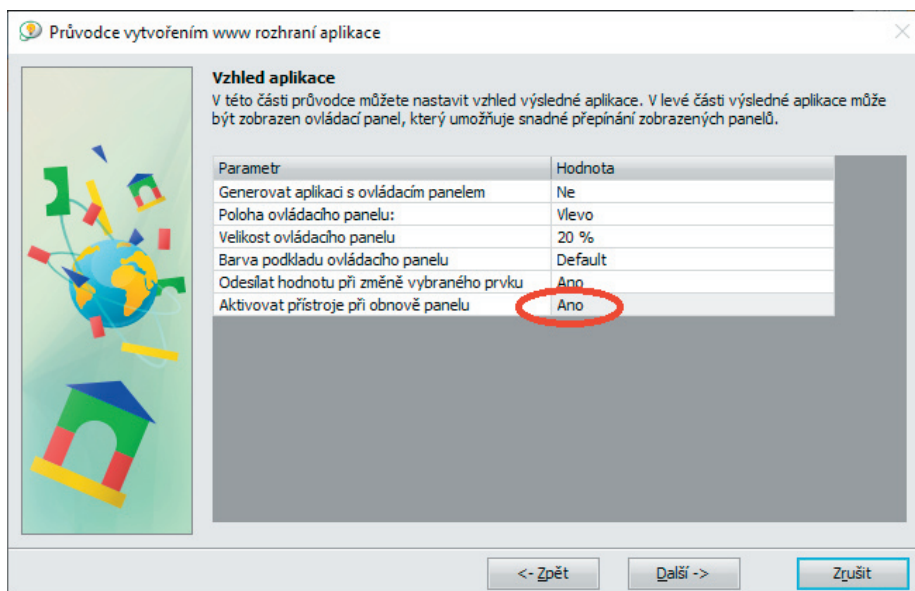 Průvodce vytvořením www rozhraní aplikace
Vzhled aplikace
V této části průvodce můžete nastavit vzhled výsledné aplikace. V levé části výsledné aplikace může
být zobrazen ovládací panel, který umožňuje snadné přepínání zobrazených panelů.
Parametr Hodnota
Generovat aplikaci s ovládacím panelem Ne
Poloha ovládacího panelu: Vlevo
Velikost ovládacího panelu 20 %
Barva podkladu ovládacího panelu Default
Odesílat hodnotu při změně vybraného prvku Ano
Aktivovat přístroje při obnově panelu Ano
<- Zpět Další -> Zrušit